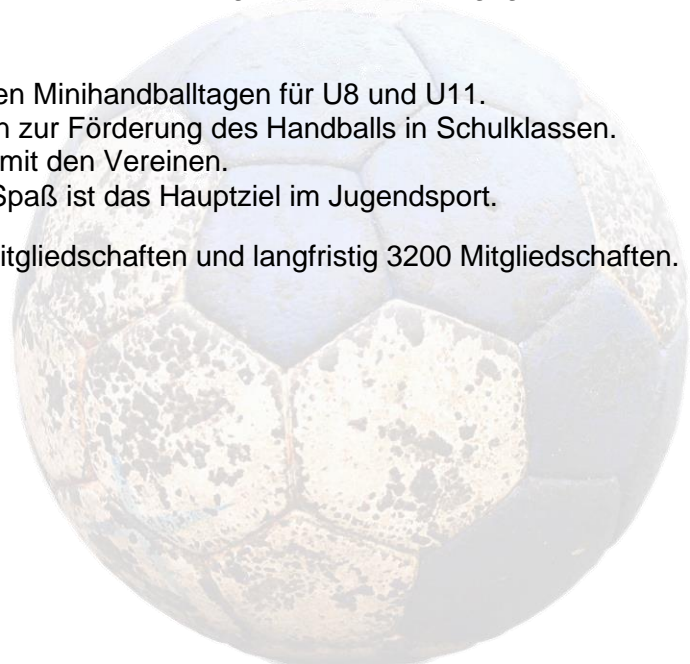 en Minihandballtagen für U8 und U11.
n zur Förderung des Handballs in Schulklassen.
mit den Vereinen.
Spaß ist das Hauptziel im Jugendsport.
itgliedschaften und langfristig 3200 Mitgliedschaften.